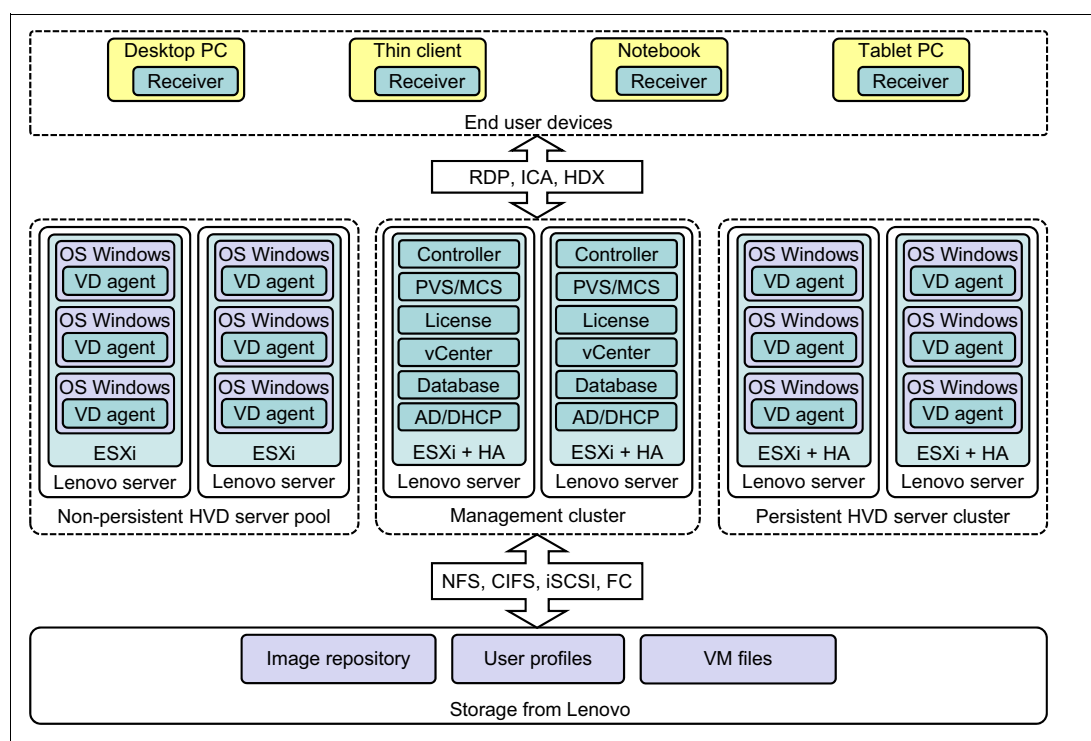 Desktop PC
Receiver
Thin client
Receiver
Notebook
Receiver
Tablet PC
Receiver
End user devices
RDP, ICA, HDX
OS Windows
VD agent
OS Windows
VD agent
OS Windows
VD agent
ESXi
Lenovo server
OS Windows
VD agent
OS Windows
VD agent
OS Windows
VD agent
ESXi
Lenovo server
Non-persistent HVD server pool
Controller
PVS/MCS
License
vCenter
Database
AD/DHCP
ESXi + HA
Lenovo server
Controller
PVS/MCS
License
vCenter
Database
AD/DHCP
ESXi + HA
Lenovo server
Management cluster
OS Windows
VD agent
OS Windows
VD agent
OS Windows
VD agent
ESXi + HA
Lenovo server
OS Windows
VD agent
OS Windows
VD agent
OS Windows
VD agent
ESXi + HA
Lenovo server
Persistent HVD server cluster
NFS, CIFS, iSCSI, FC
Image repository
User profiles
VM files
Storage from Lenovo